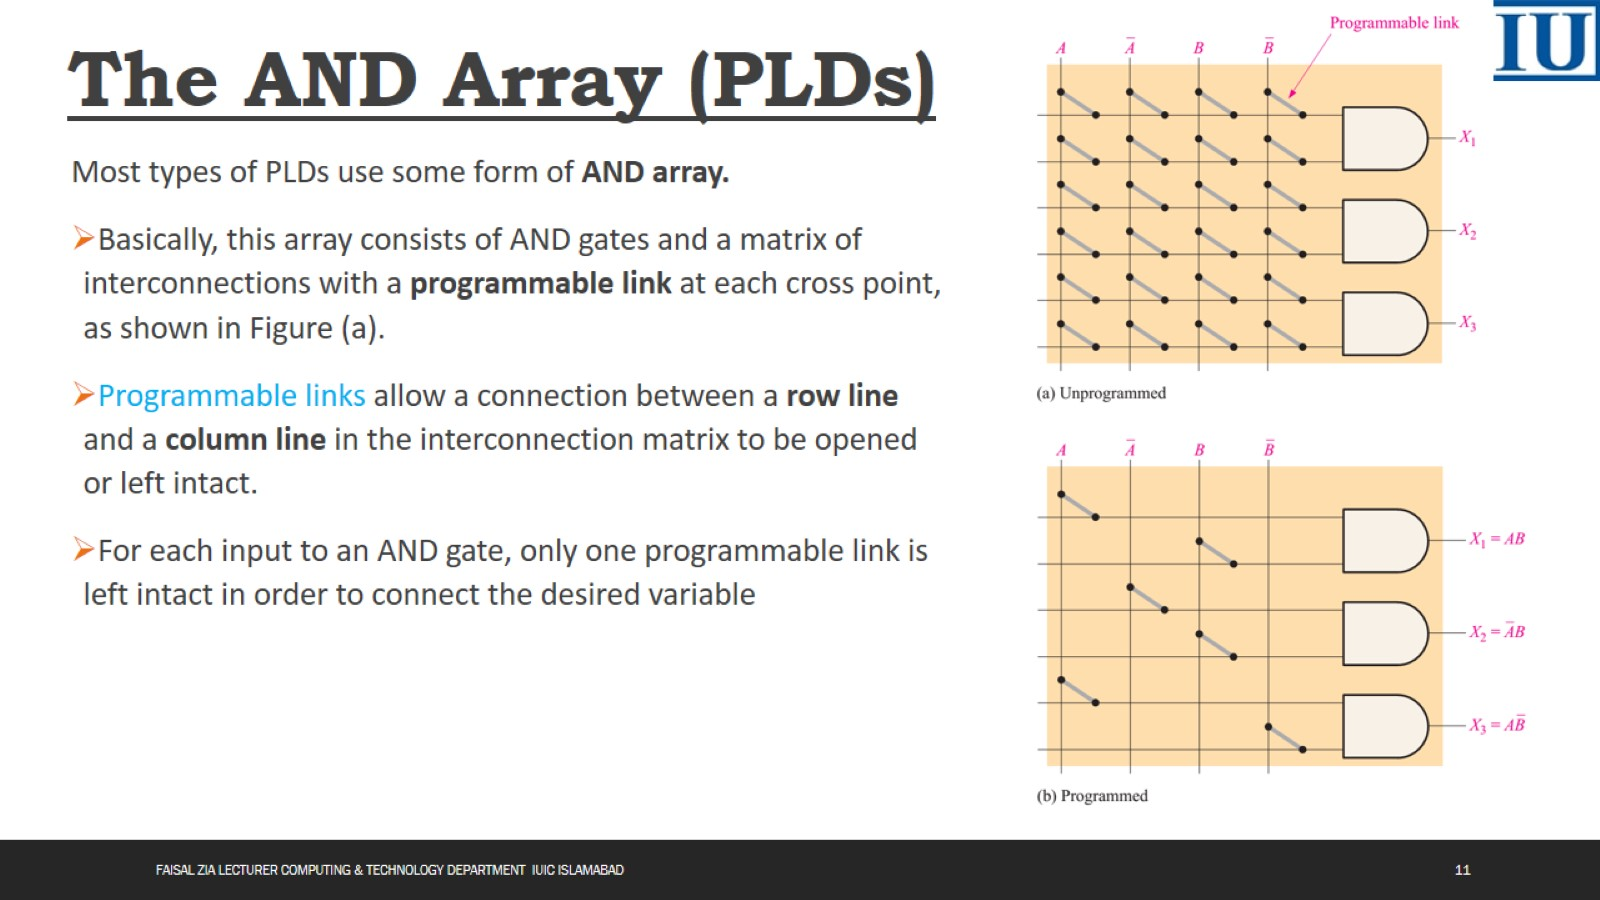 The AND Array (PLDs)
Most types of PLDs use some form of AND array.
➢Basically, this array consists of AND gates and a matrix of
interconnections with a programmable link at each cross point,
as shown in Figure (a).
➢Programmable links allow a connection between a row line
and a column line in the interconnection matrix to be opened
or left intact.
➢For each input to an AND gate, only one programmable link is
left intact in order to connect the desired variable
IU
Programmable link
A A̅ B B̅
X₁
X₂
X₃
(a) Unprogrammed
A A̅ B B̅
X₁ = AB
X₂ = A̅B
X₃ = AB̅
(b) Programmed
FAISAL ZIA LECTURER COMPUTING & TECHNOLOGY DEPARTMENT IUIC ISLAMABAD
11